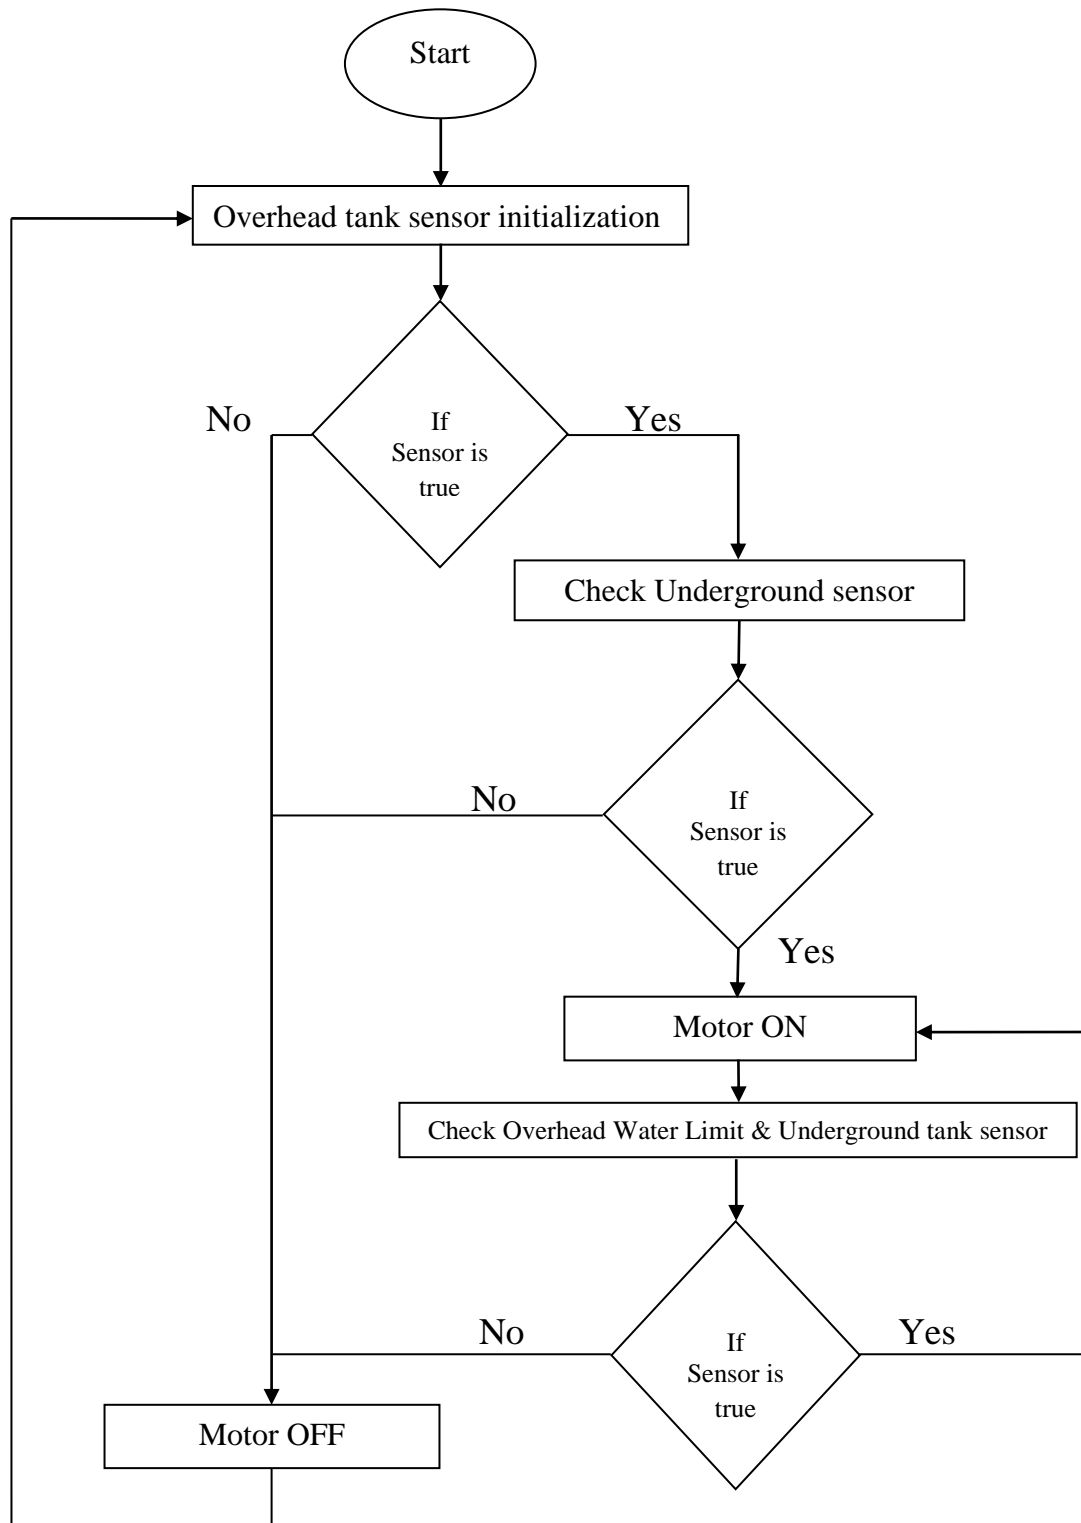 Start
Overhead tank sensor initialization
No
Yes
If
Sensor is
true
Check Underground sensor
No
If
Sensor is
true
Yes
Motor ON
Check Overhead Water Limit & Underground tank sensor
No
Yes
If
Sensor is
true
Motor OFF